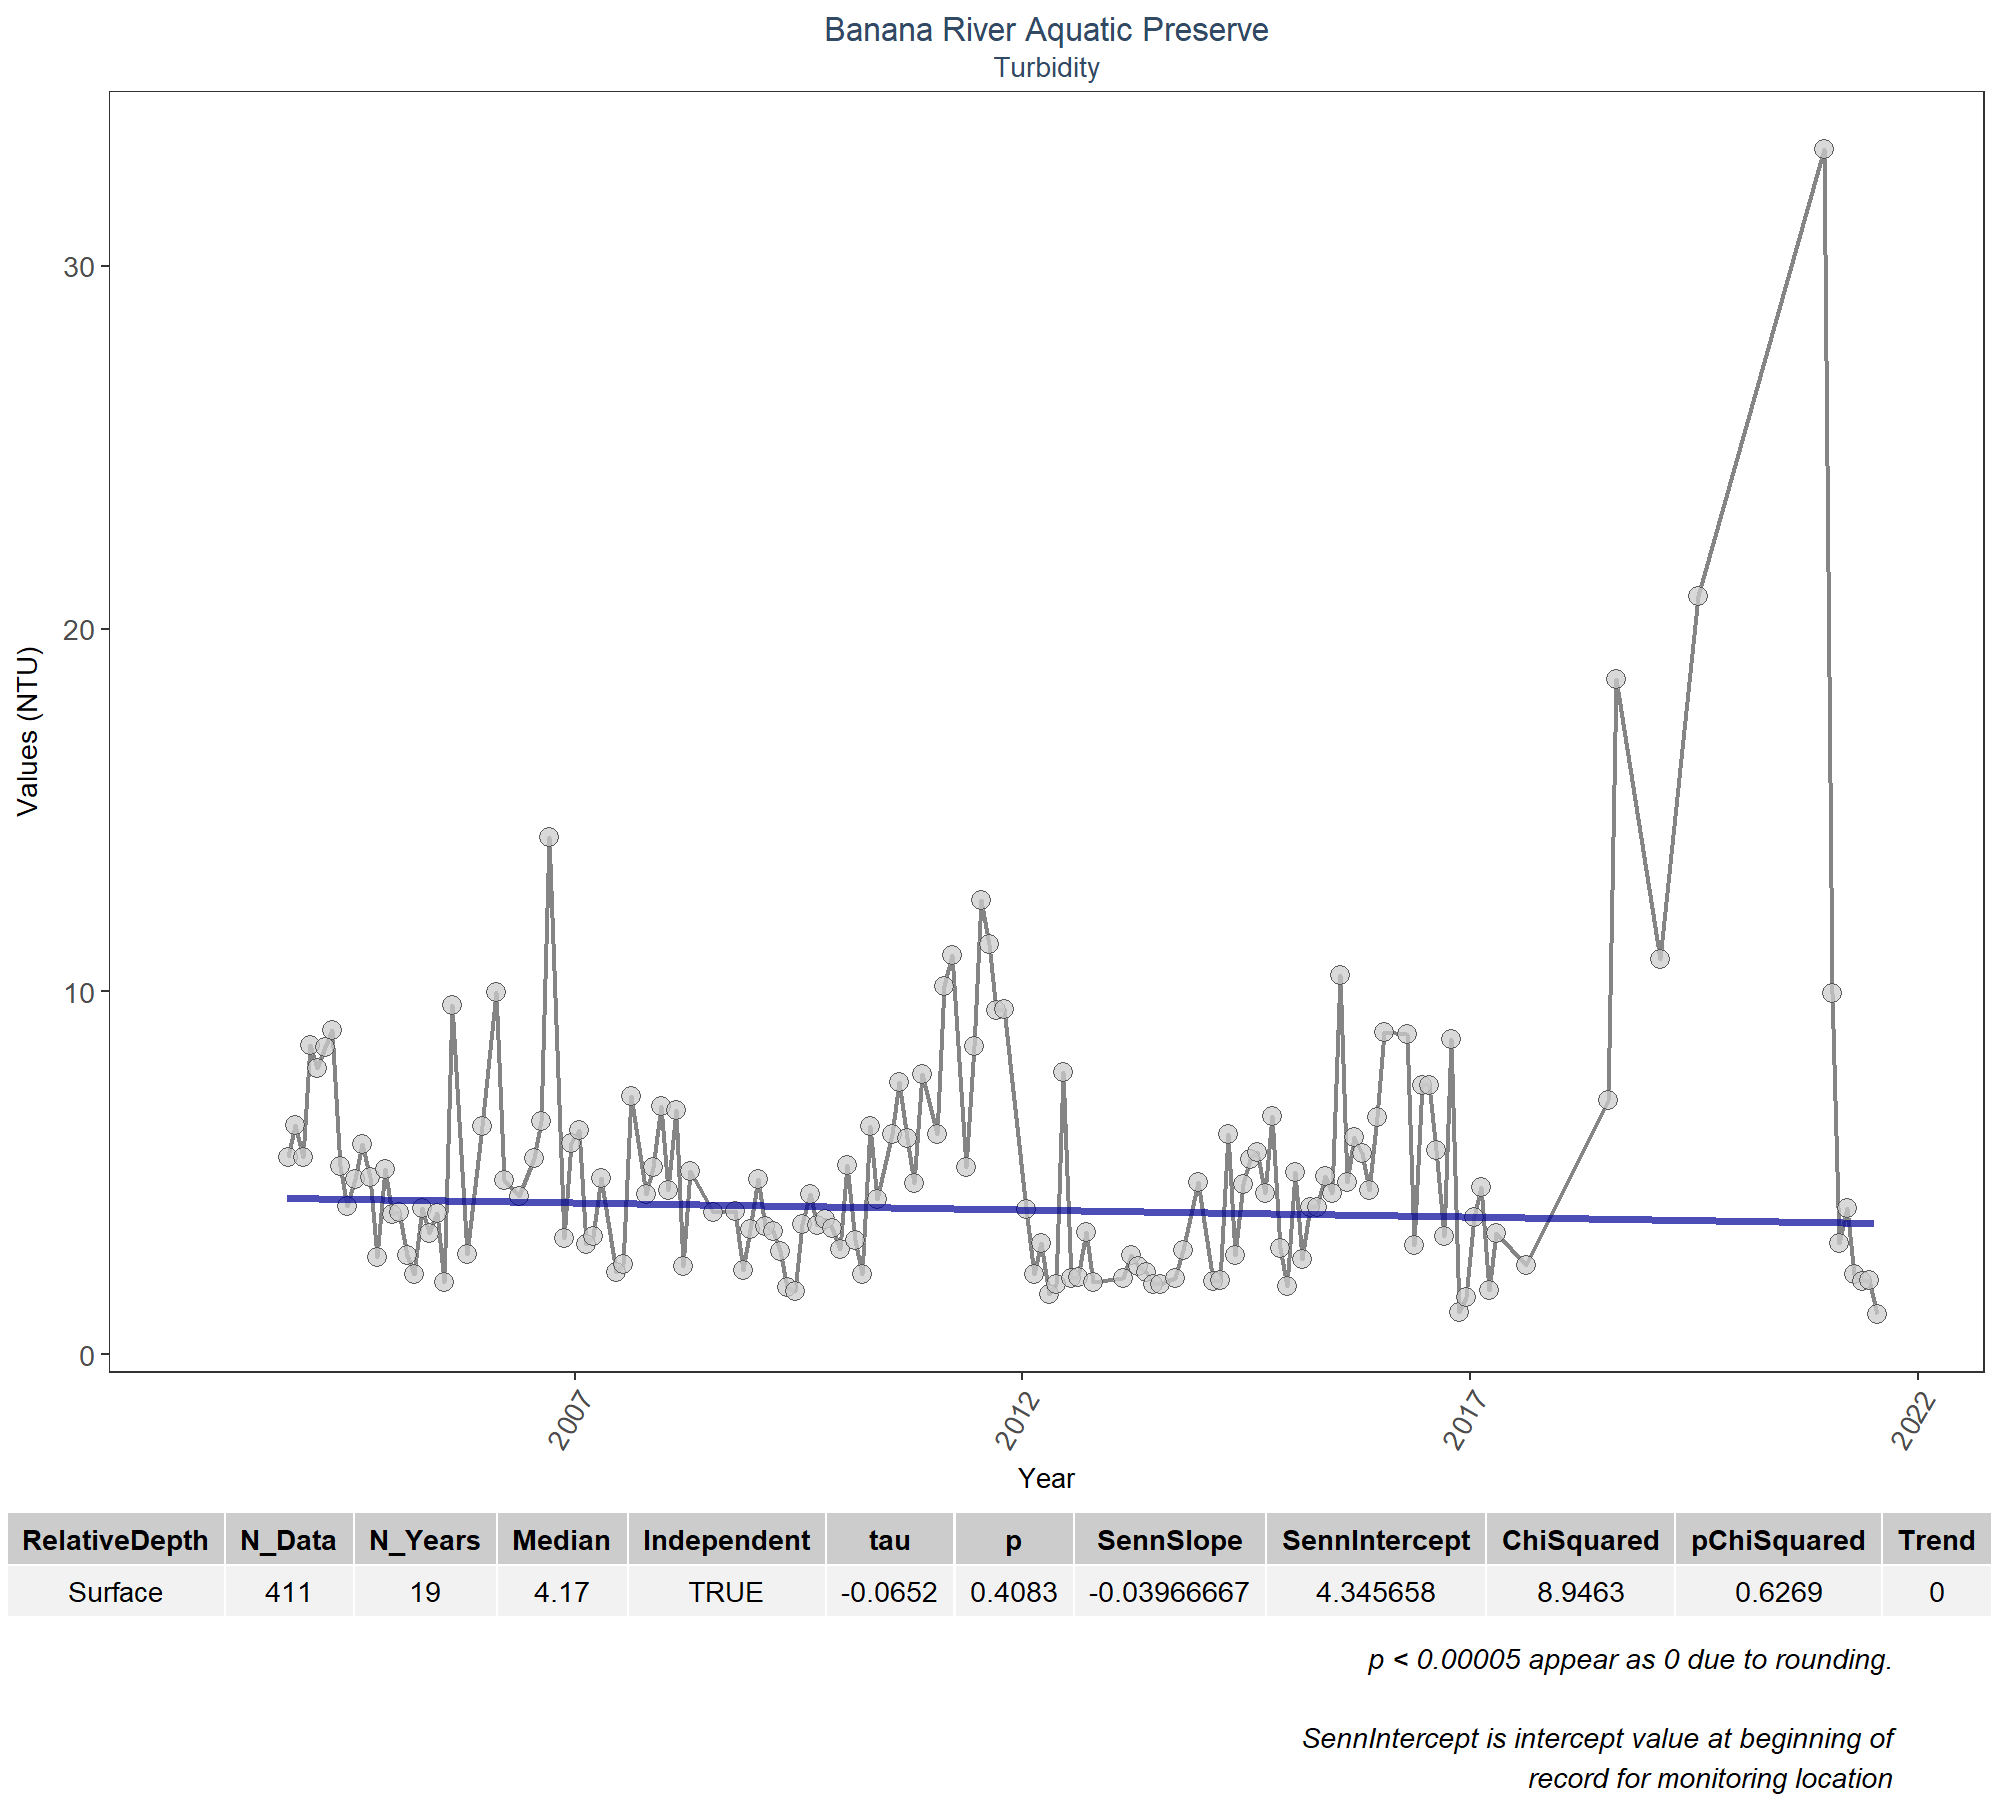 Banana River Aquatic Preserve
Turbidity
30
20
10
0
Values (NTU)
2007
2012
2017
2022
Year
RelativeDepth N_Data N_Years Median Independent tau p SennSlope SennIntercept ChiSquared pChiSquared Trend
Surface 411 19 4.17 TRUE -0.0652 0.4083 -0.03966667 4.345658 8.9463 0.6269 0
p < 0.00005 appear as 0 due to rounding.
SennIntercept is intercept value at beginning of
record for monitoring location